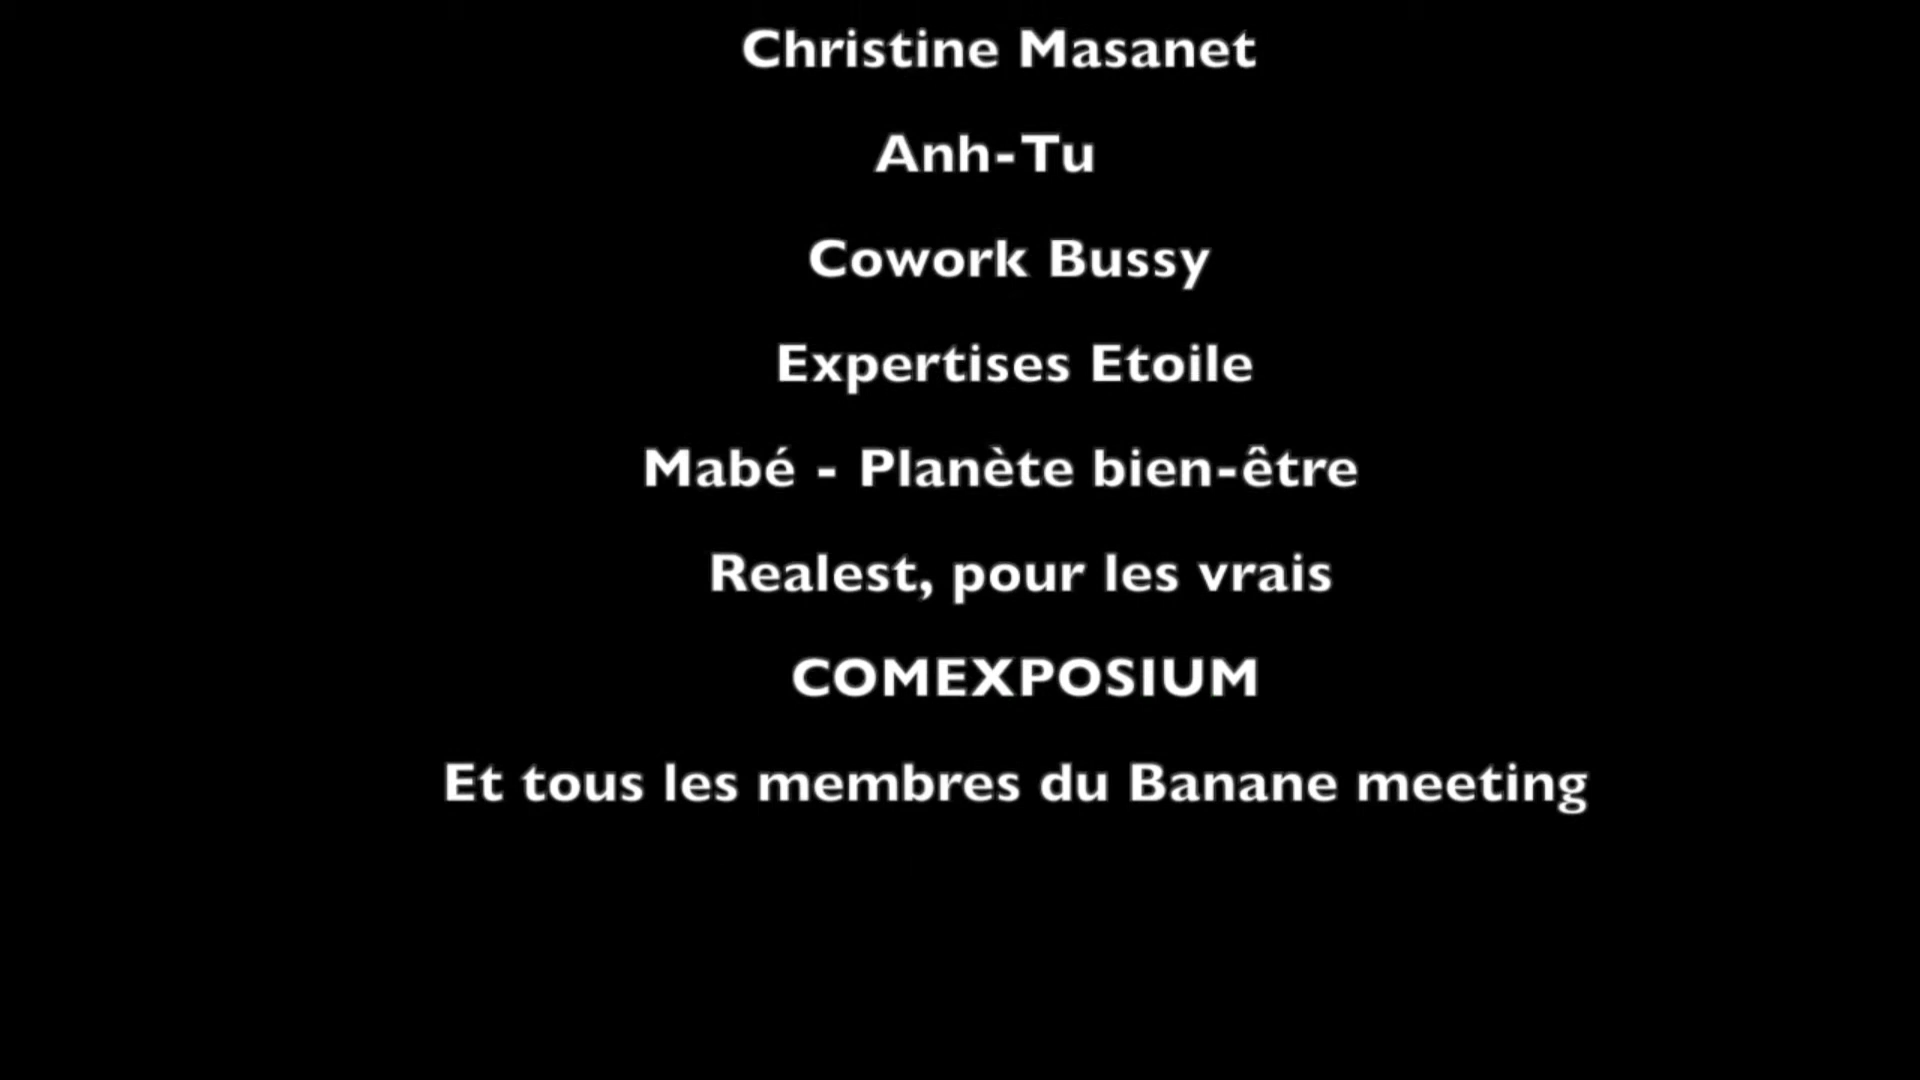 Christine Masanet
Anh-Tu
Cowork Bussy
Expertises Etoile
Mabé - Planète bien-être
Realest, pour les vrais
COMEXPOSIUM
Et tous les membres du Banane meeting